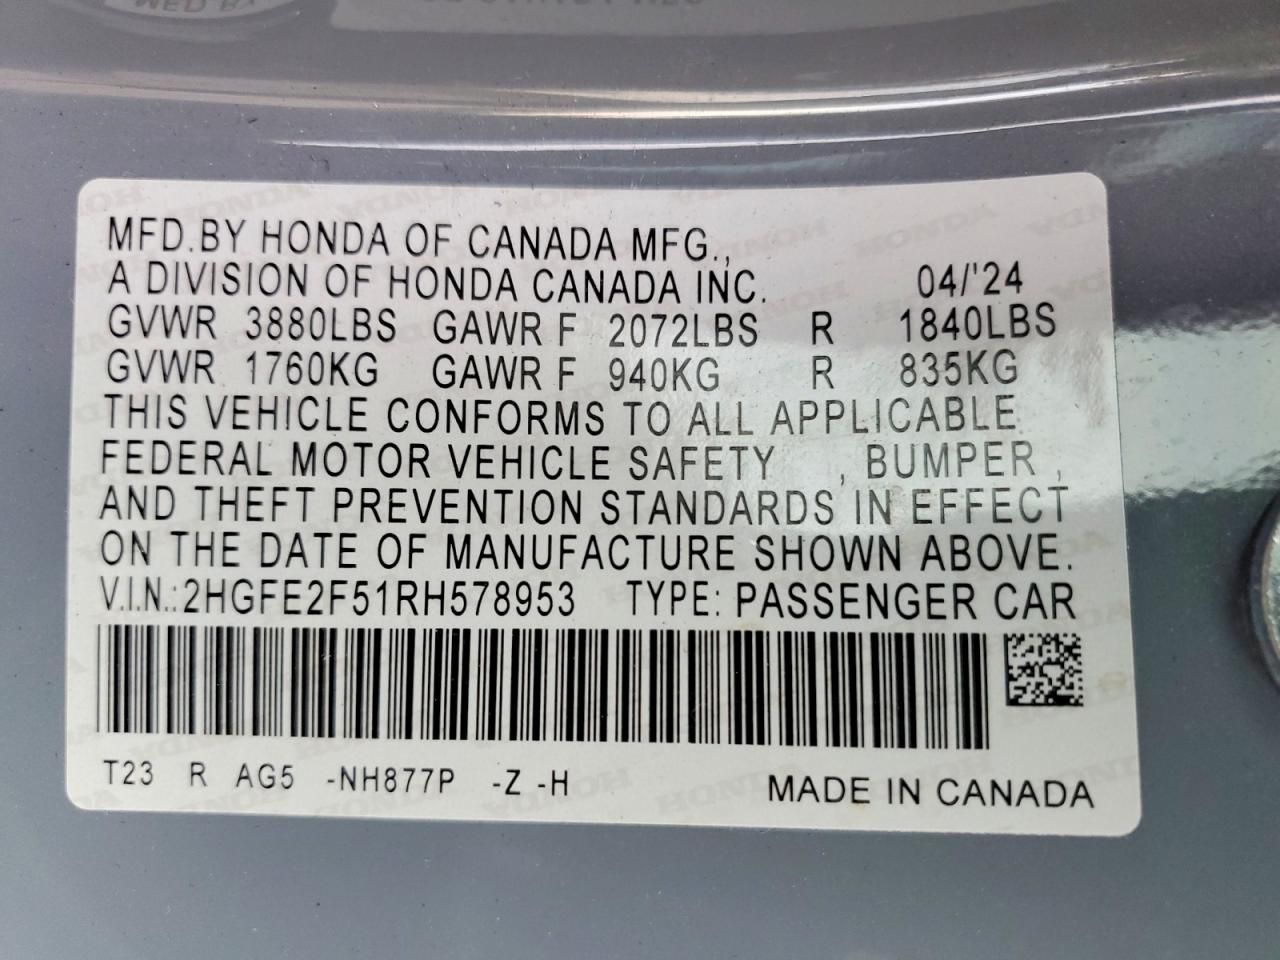 MFD.BY HONDA OF CANADA MFG.,
A DIVISION OF HONDA CANADA INC. 04/'24
GVWR 3880LBS GAWR F 2072LBS R 1840LBS
GVWR 1760KG GAWR F 940KG R 835KG
THIS VEHICLE CONFORMS TO ALL APPLICABLE
FEDERAL MOTOR VEHICLE SAFETY , BUMPER ,
AND THEFT PREVENTION STANDARDS IN EFFECT
ON THE DATE OF MANUFACTURE SHOWN ABOVE.
V.I.N.:2HGFE2F51RH578953 TYPE: PASSENGER CAR
T23 R AG5 -NH877P -Z -H MADE IN CANADA